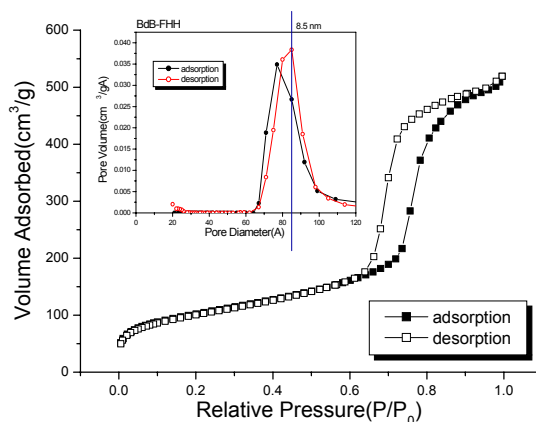 BdB-FHH
8.5 nm
adsorption
desorption
Pore Volume(cm³/gA)
0.040
0.035
0.030
0.025
0.020
0.015
0.010
0.005
0.000
0 20 40 60 80 100 120
Pore Diameter(A)
Volume Adsorbed(cm³/g)
600
500
400
300
200
100
0
adsorption
desorption
0.0 0.2 0.4 0.6 0.8 1.0
Relative Pressure(P/P₀)